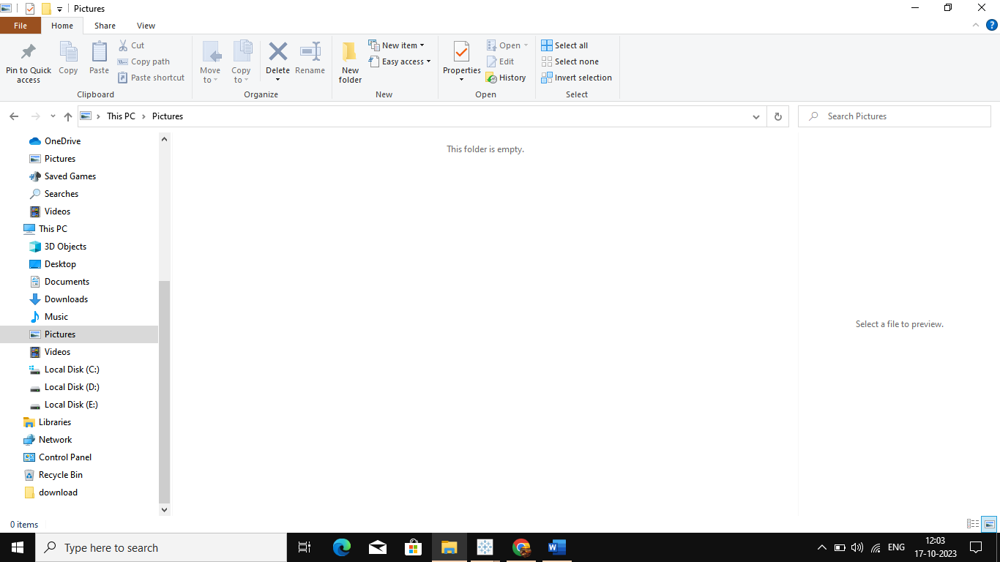 Pictures
File Home Share View
Pin to Quick access
Copy
Paste
Cut
Copy path
Paste shortcut
Clipboard
Move to
Copy to
Delete
Rename
Organize
New folder
New item
Easy access
New
Properties
Open
Edit
History
Open
Select all
Select none
Invert selection
Select
This PC > Pictures
Search Pictures
OneDrive
Pictures
Saved Games
Searches
Videos
This PC
3D Objects
Desktop
Documents
Downloads
Music
Pictures
Videos
Local Disk (C:)
Local Disk (D:)
Local Disk (E:)
Libraries
Network
Control Panel
Recycle Bin
download
This folder is empty.
Select a file to preview.
0 items
Type here to search
W
ENG
12:03
17-10-2023